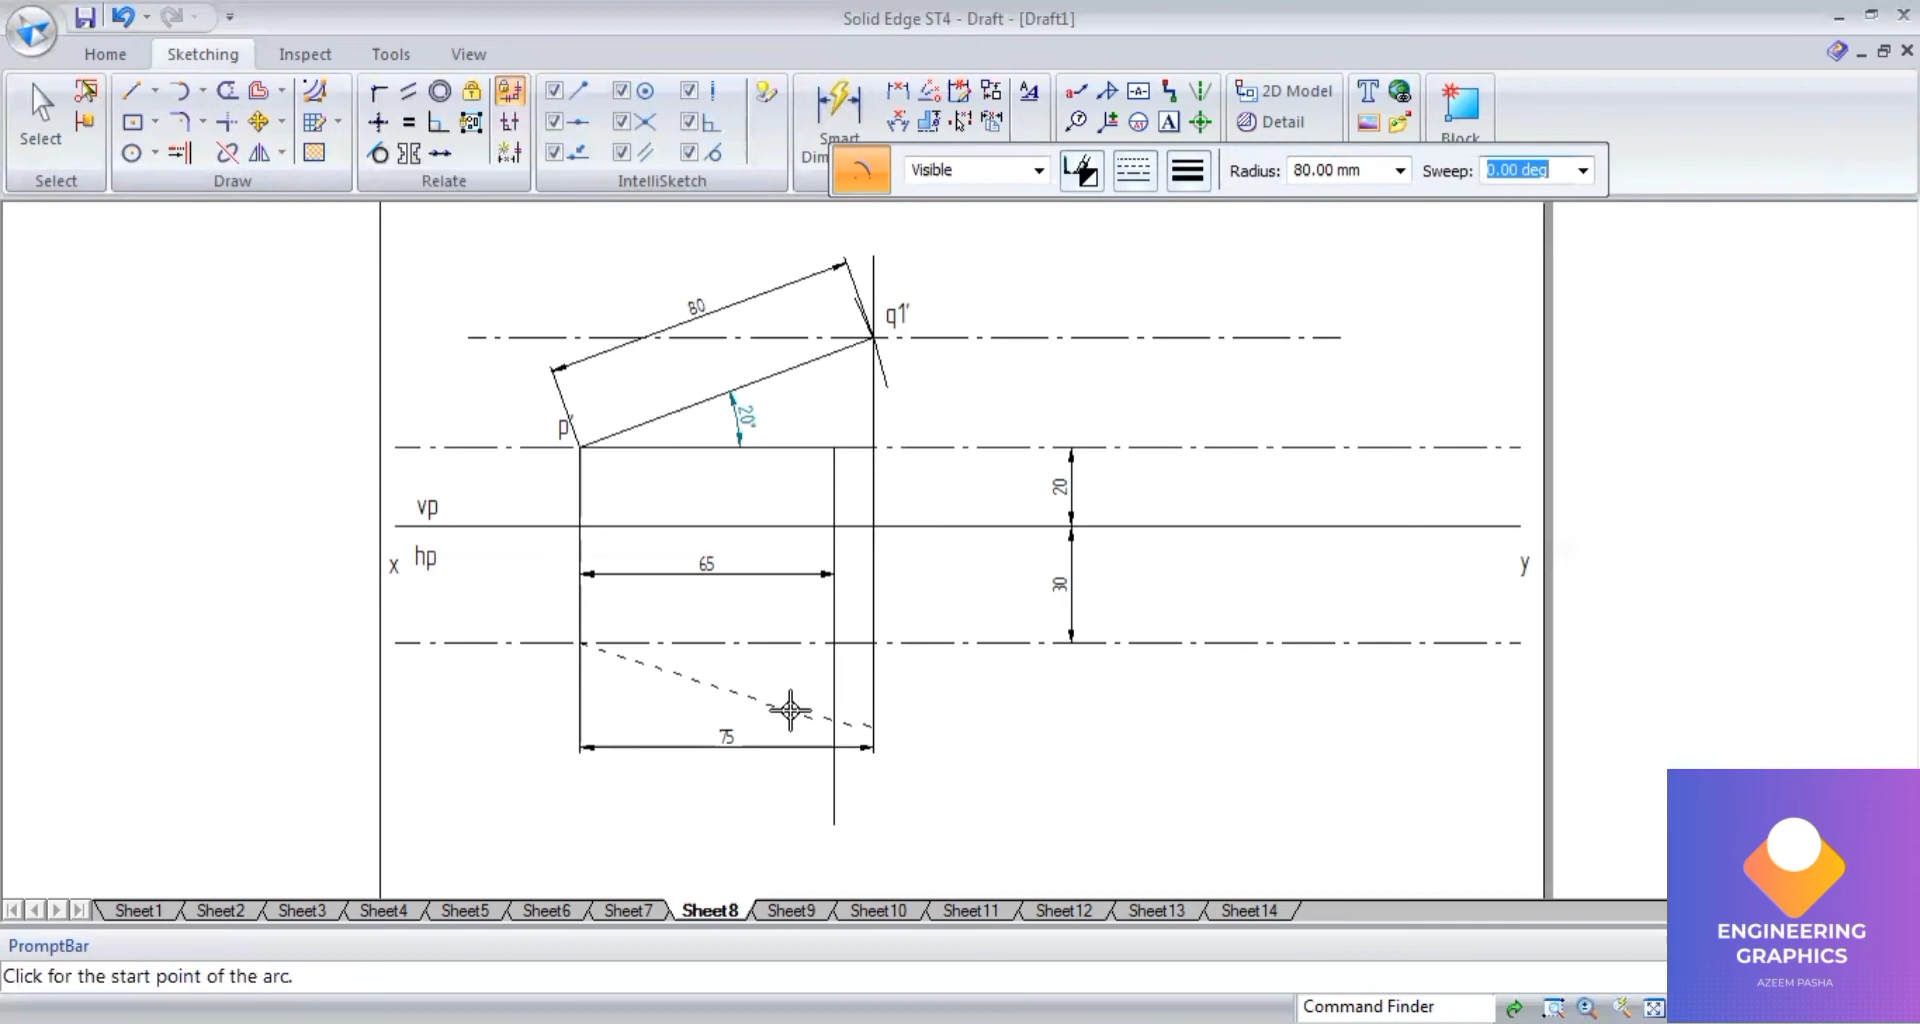 Solid Edge ST4 - Draft - [Draft1]
Home Sketching Inspect Tools View
2D Model
Select Smart Detail Block
Dim
Select Draw Relate IntelliSketch
Visible Radius: 80.00 mm Sweep: 0.00 deg
80
q1'
20°
p'
vp
20
hp
x
65
30
y
75
Sheet1 Sheet2 Sheet3 Sheet4 Sheet5 Sheet6 Sheet7 Sheet8 Sheet9 Sheet10 Sheet11 Sheet12 Sheet13 Sheet14
PromptBar
Click for the start point of the arc.
Command Finder
ENGINEERING
GRAPHICS
AZEEM PASHA